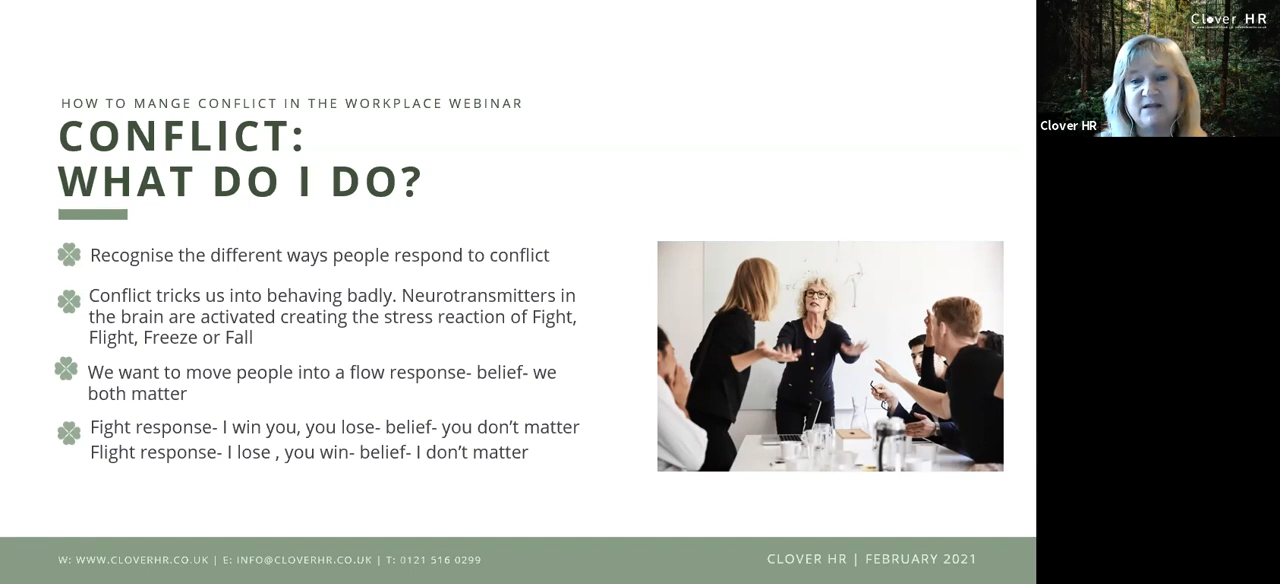 HOW TO MANGE CONFLICT IN THE WORKPLACE WEBINAR
CONFLICT:
WHAT DO I DO?
Recognise the different ways people respond to conflict
Conflict tricks us into behaving badly. Neurotransmitters in
the brain are activated creating the stress reaction of Fight,
Flight, Freeze or Fall
We want to move people into a flow response- belief- we
both matter
Fight response- I win you, you lose- belief- you don’t matter
Flight response- I lose , you win- belief- I don’t matter
W: WWW.CLOVERHR.CO.UK | E: INFO@CLOVERHR.CO.UK | T: 0121 516 0299
CLOVER HR | FEBRUARY 2021
Clover HR
Clover HR